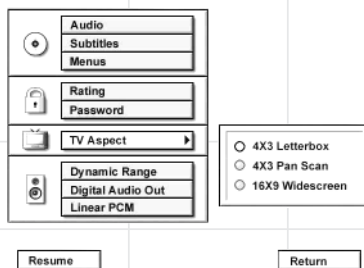 Audio
Subtitles
Menus
Rating
Password
TV Aspect
4X3 Letterbox
4X3 Pan Scan
16X9 Widescreen
Dynamic Range
Digital Audio Out
Linear PCM
Resume
Return